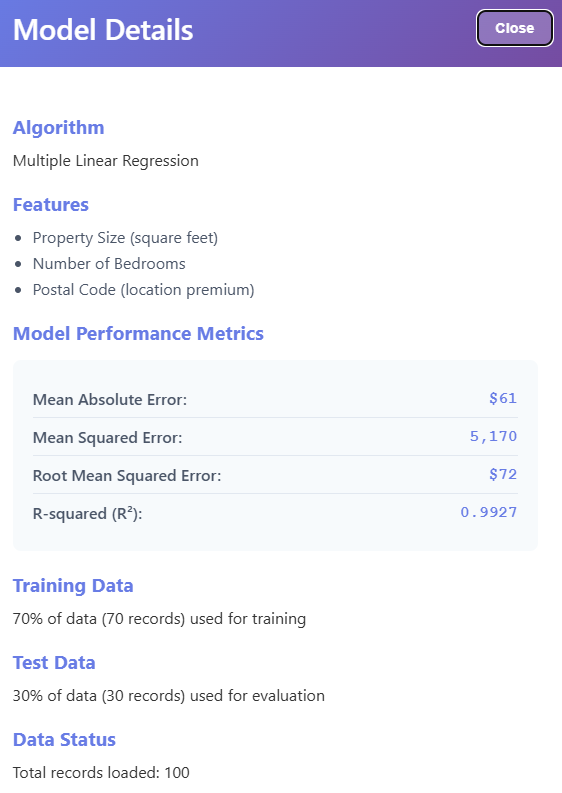 Model Details
Close
Algorithm
Multiple Linear Regression
Features
• Property Size (square feet)
• Number of Bedrooms
• Postal Code (location premium)
Model Performance Metrics
Mean Absolute Error: $61
Mean Squared Error: 5,170
Root Mean Squared Error: $72
R-squared (R²): 0.9927
Training Data
70% of data (70 records) used for training
Test Data
30% of data (30 records) used for evaluation
Data Status
Total records loaded: 100